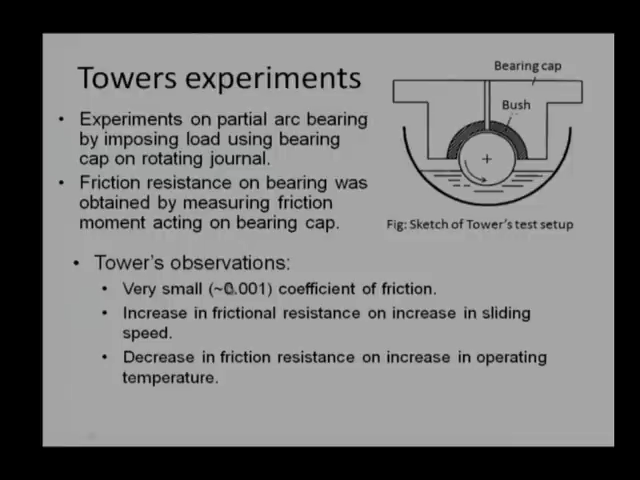 Towers experiments
• Experiments on partial arc bearing
by imposing load using bearing
cap on rotating journal.
• Friction resistance on bearing was
obtained by measuring friction
moment acting on bearing cap.
Bearing cap
Bush
Fig: Sketch of Tower's test setup
• Tower's observations:
• Very small (~0.001) coefficient of friction.
• Increase in frictional resistance on increase in sliding
speed.
• Decrease in friction resistance on increase in operating
temperature.